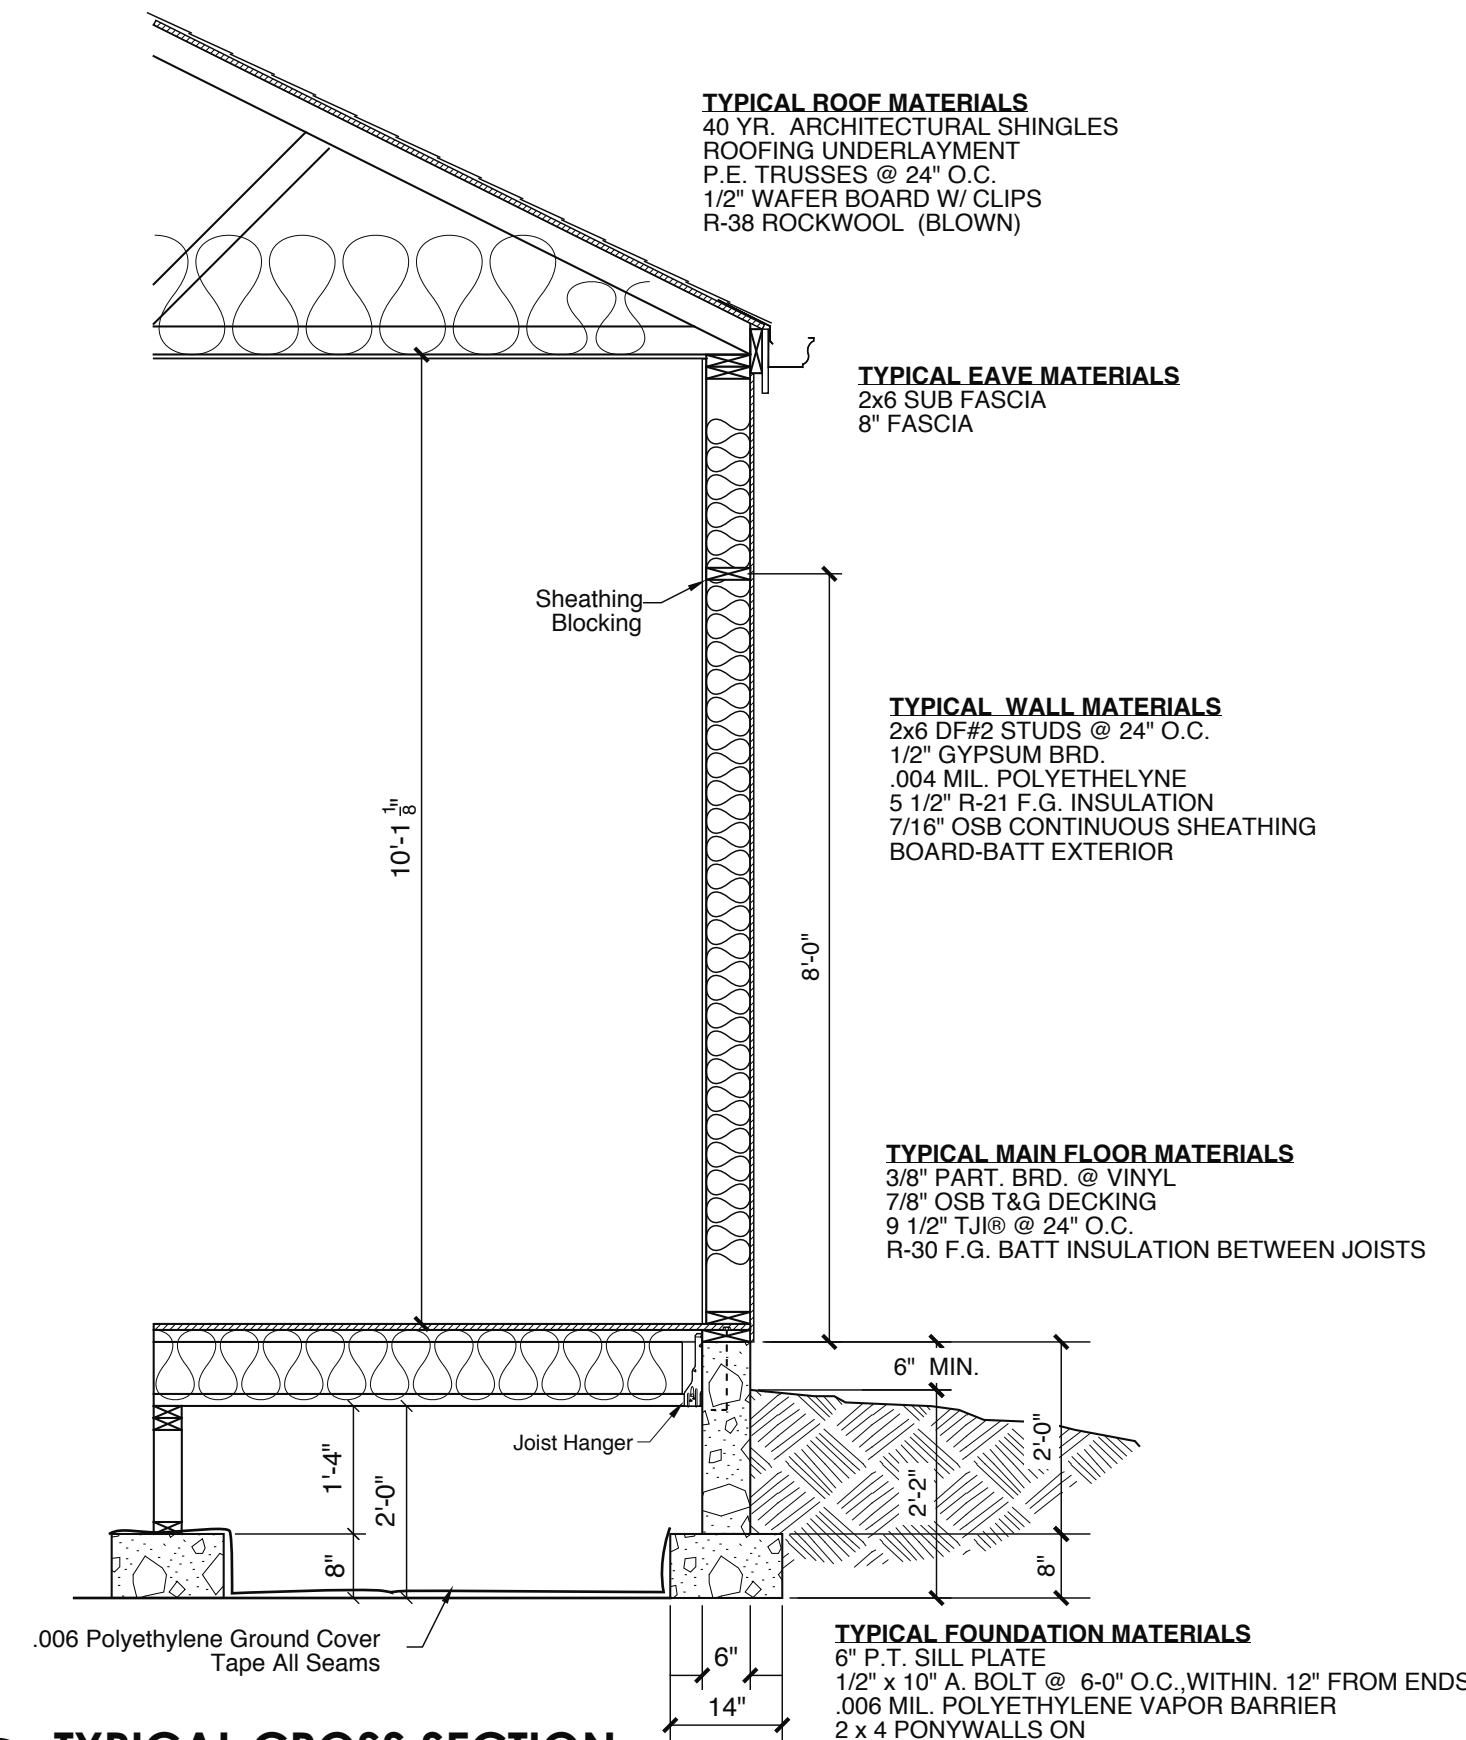 TYPICAL ROOF MATERIALS
40 YR. ARCHITECTURAL SHINGLES
ROOFING UNDERLAYMENT
P.E. TRUSSES @ 24" O.C.
1/2" WAFER BOARD W/ CLIPS
R-38 ROCKWOOL (BLOWN)
TYPICAL EAVE MATERIALS
2x6 SUB FASCIA
8" FASCIA
Sheathing
Blocking
TYPICAL WALL MATERIALS
2x6 DF#2 STUDS @ 24" O.C.
1/2" GYPSUM BRD.
.004 MIL. POLYETHELYNE
5 1/2" R-21 F.G. INSULATION
7/16" OSB CONTINUOUS SHEATHING
BOARD-BATT EXTERIOR
10'-1 1/8"
8'-0"
TYPICAL MAIN FLOOR MATERIALS
3/8" PART. BRD. @ VINYL
7/8" OSB T&G DECKING
9 1/2" TJI® @ 24" O.C.
R-30 F.G. BATT INSULATION BETWEEN JOISTS
6" MIN.
Joist Hanger
1'-4"
2'-0"
2'-2"
2'-0"
8"
8"
.006 Polyethylene Ground Cover
Tape All Seams
6"
14"
TYPICAL FOUNDATION MATERIALS
6" P.T. SILL PLATE
1/2" x 10" A. BOLT @ 6-0" O.C.,WITHIN. 12" FROM ENDS
.006 MIL. POLYETHYLENE VAPOR BARRIER
2 x 4 PONYWALLS ON
TYPICAL CROSS SECTION